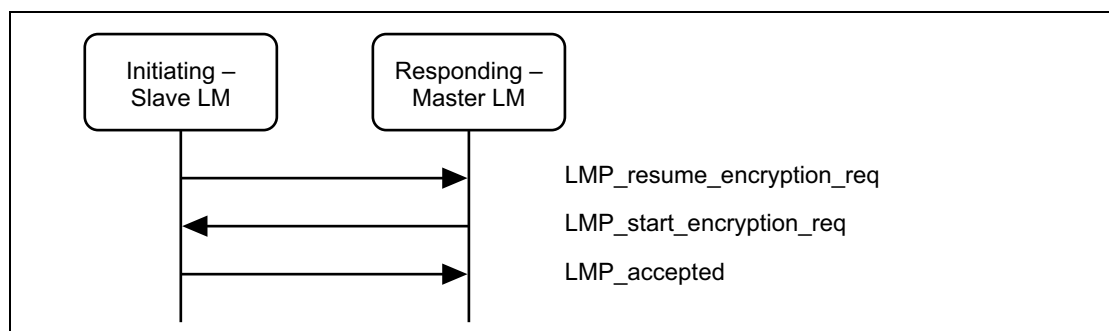 Initiating –
Slave LM
Responding –
Master LM
LMP_resume_encryption_req
LMP_start_encryption_req
LMP_accepted